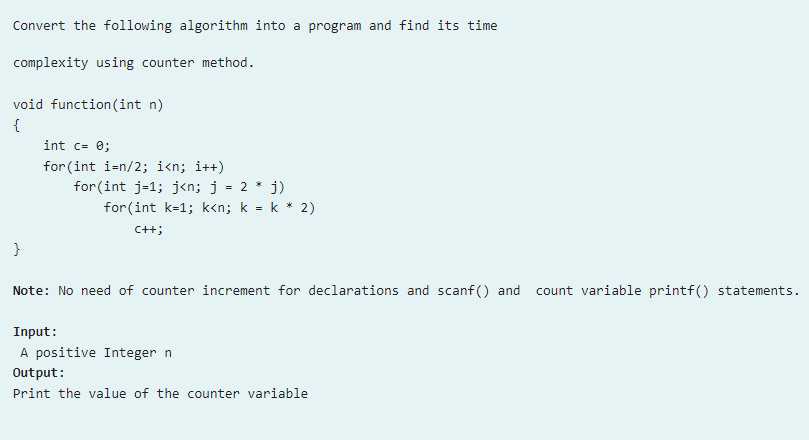 Convert the following algorithm into a program and find its time
complexity using counter method.
void function(int n)
{
    int c= 0;
    for(int i=n/2; i<n; i++)
        for(int j=1; j<n; j = 2 * j)
            for(int k=1; k<n; k = k * 2)
                c++;
}
Note: No need of counter increment for declarations and scanf() and  count variable printf() statements.
Input:
 A positive Integer n
Output:
Print the value of the counter variable